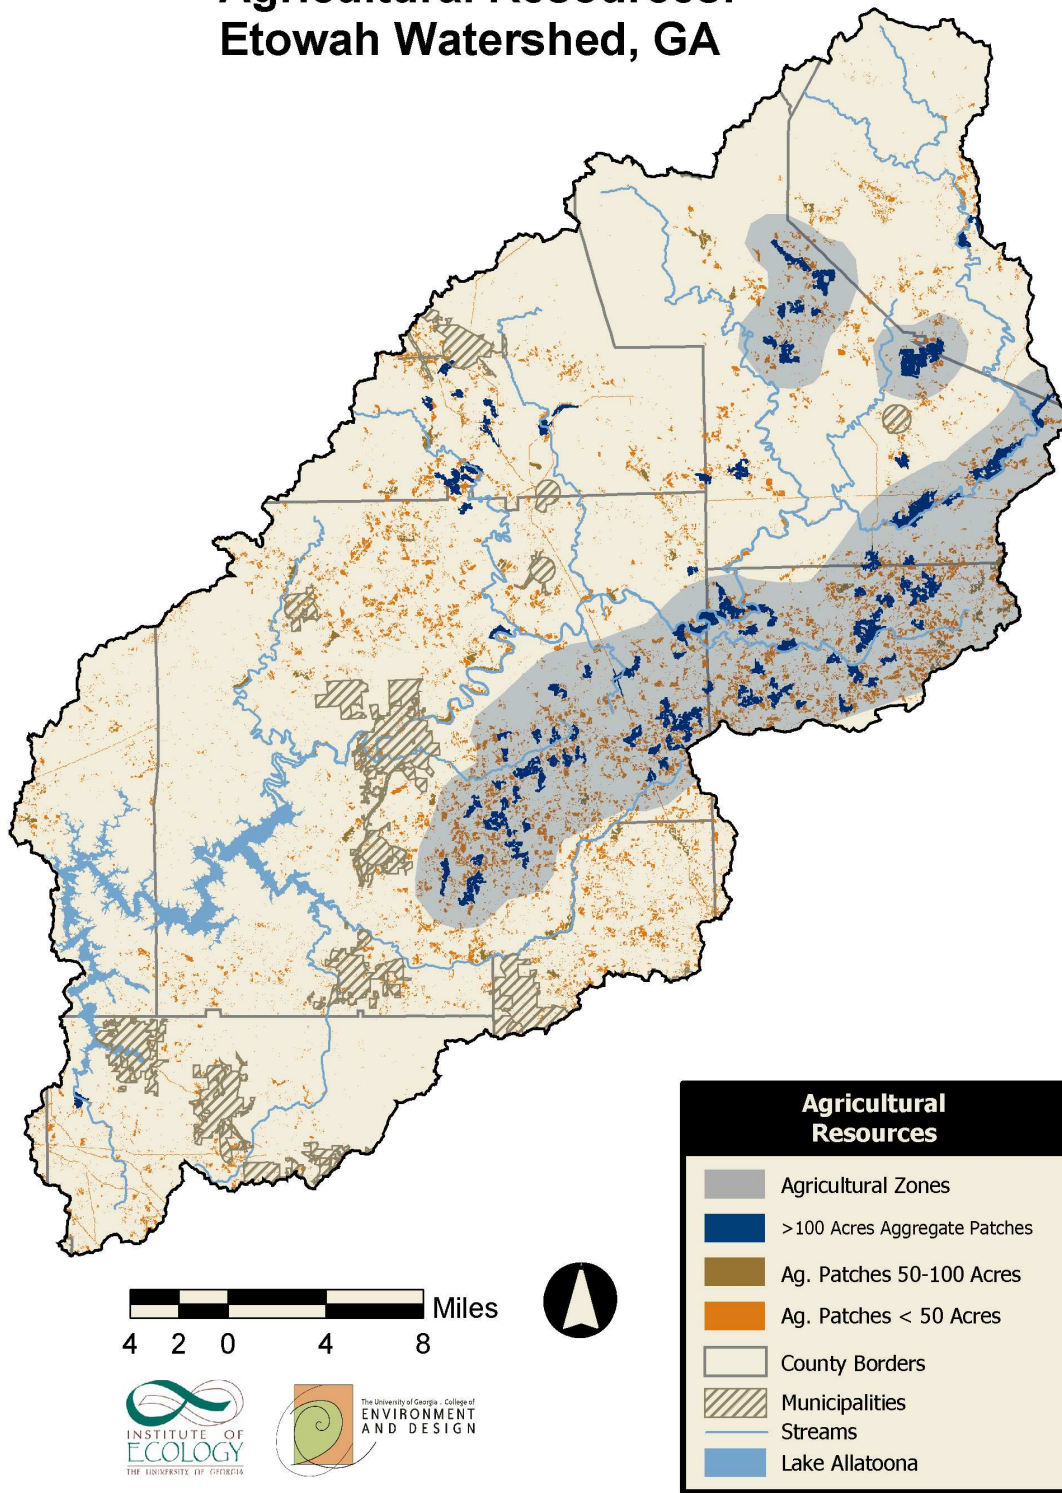 Agricultural Resources:
Etowah Watershed, GA
Agricultural
Resources
Agricultural Zones
>100 Acres Aggregate Patches
Ag. Patches 50-100 Acres
Ag. Patches < 50 Acres
County Borders
Municipalities
Streams
Lake Allatoona
Miles
4 2 0 4 8
INSTITUTE OF
ECOLOGY
THE UNIVERSITY OF GEORGIA
The University of Georgia . College of
ENVIRONMENT
AND DESIGN